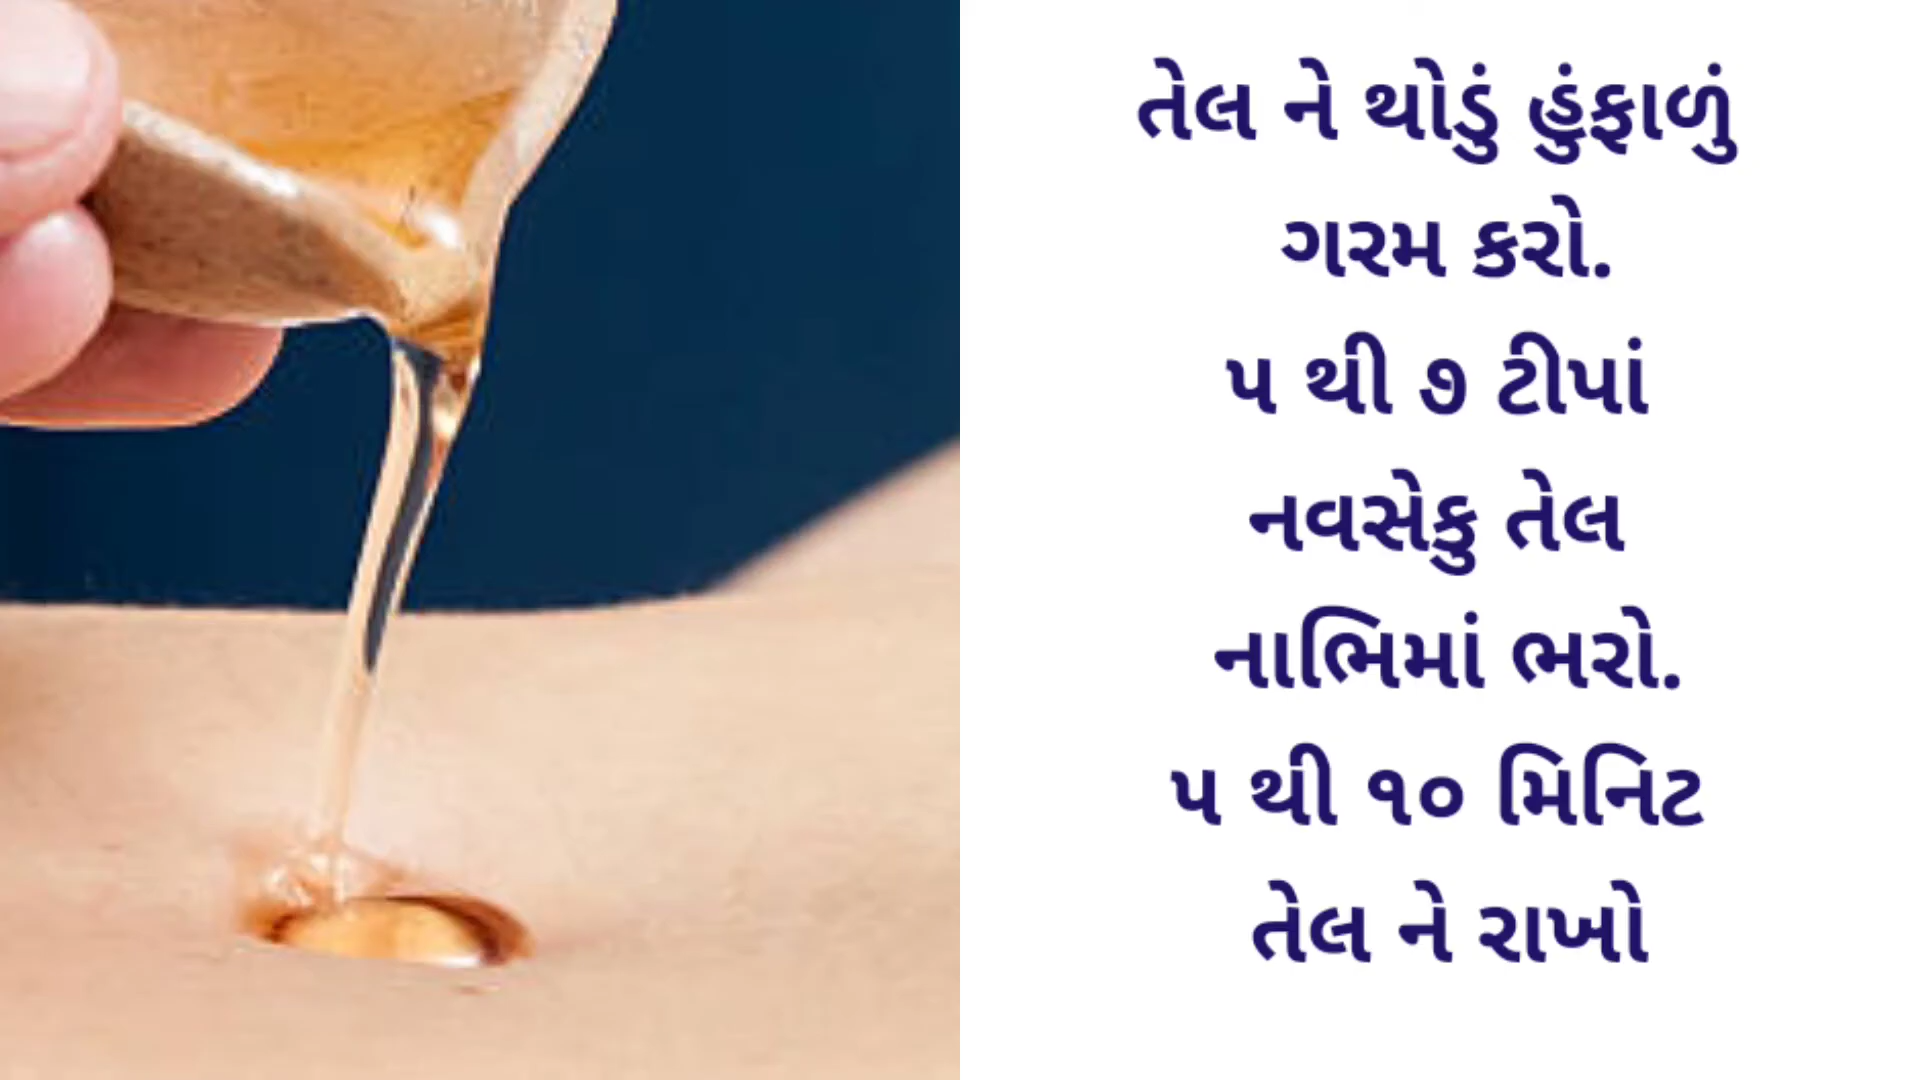 તેલ ને થોડું હુંફાળું
ગરમ કરો.
૫ થી ૭ ટીપાં
નવસેકુ તેલ
નાભિમાં ભરો.
૫ થી ૧૦ મિનિટ
તેલ ને રાખો